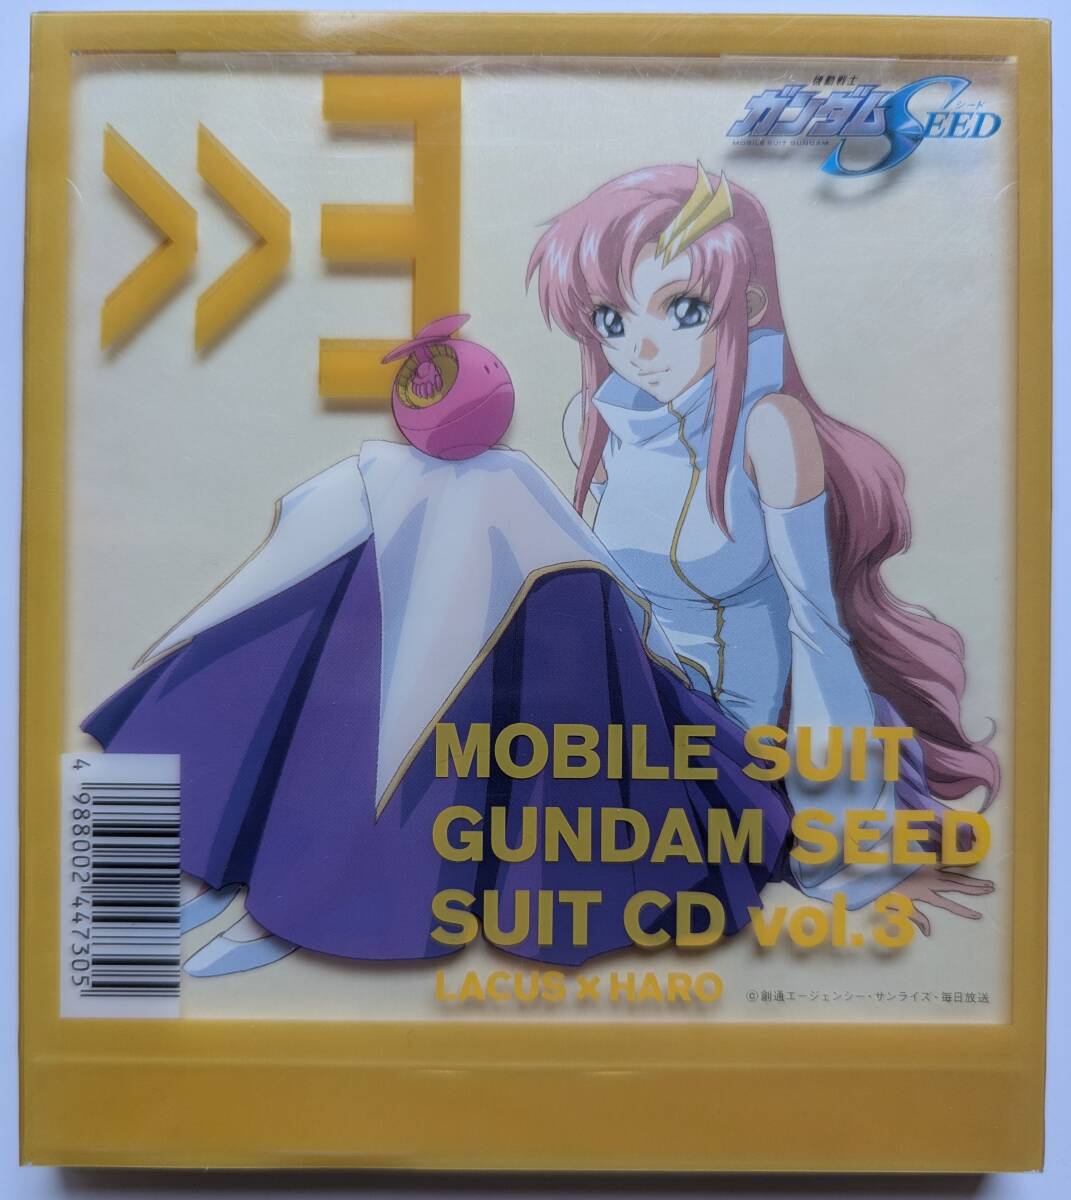 機動戦士
ガンダムSEED
シード
MOBILE SUIT GUNDAM
3
MOBILE SUIT
GUNDAM SEED
SUIT CD vol.3
LACUS × HARO
©創通エージェンシー・サンライズ・毎日放送
4 988002 447305